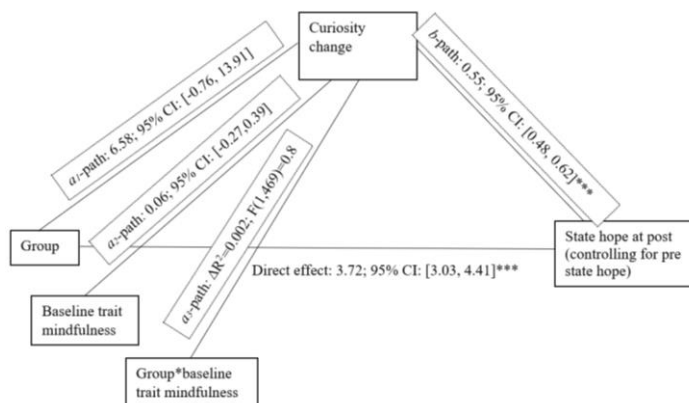 Curiosity
change
a1-path: 6.58; 95% CI: [-0.76, 13.91]
a2-path: 0.06; 95% CI: [-0.27,0.39]
a3-path: ΔR²=0.002; F(1,469)=0.8
b-path: 0.55; 95% CI: [0.48, 0.62]***
Group
State hope at post
(controlling for pre
state hope)
Direct effect: 3.72; 95% CI: [3.03, 4.41]***
Baseline trait
mindfulness
Group*baseline
trait mindfulness